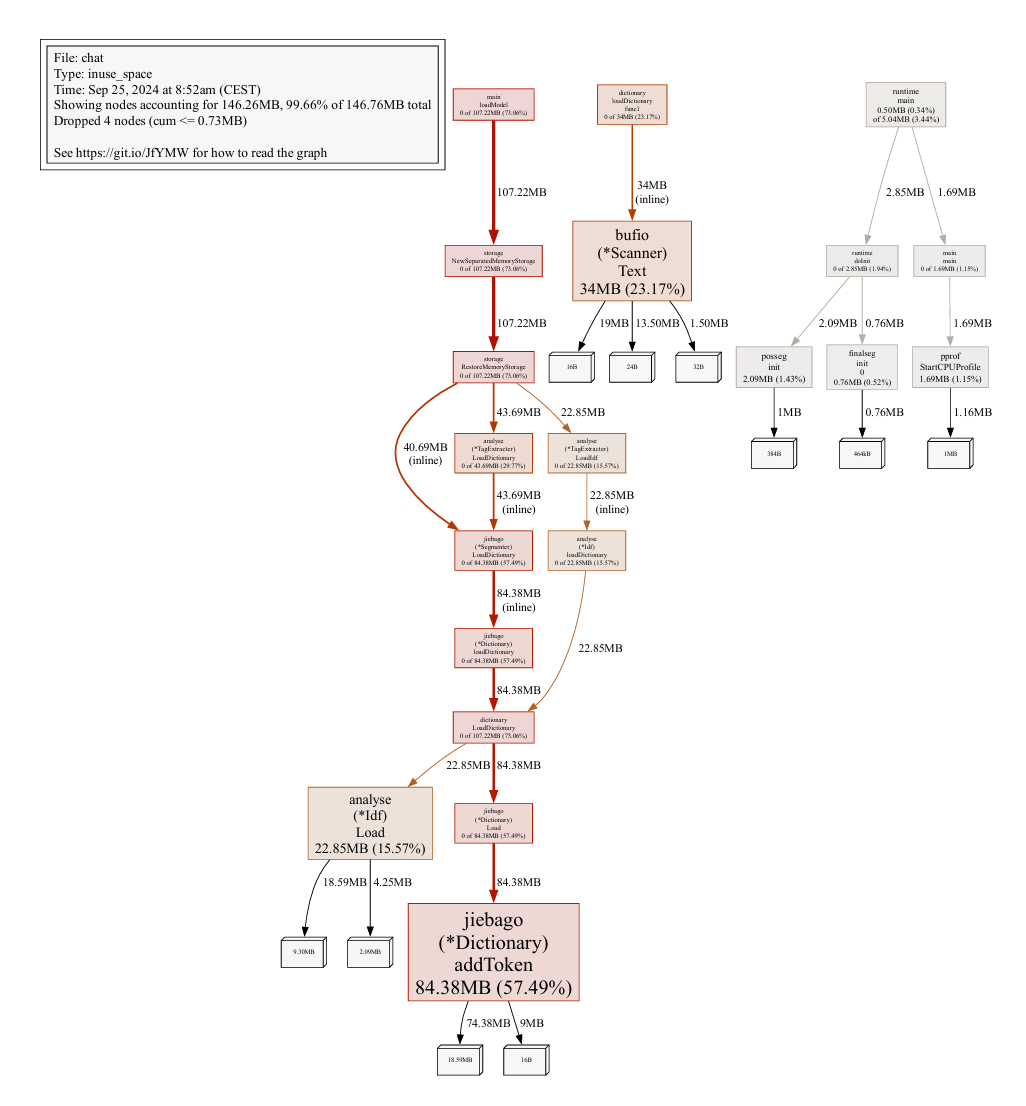 File: chat
Type: inuse_space
Time: Sep 25, 2024 at 8:52am (CEST)
Showing nodes accounting for 146.26MB, 99.66% of 146.76MB total
Dropped 4 nodes (cum <= 0.73MB)
See https://git.io/JfYMW for how to read the graph
main
loadModel
0 of 107.22MB (73.06%)
dictionary
loadDictionary
func1
0 of 34MB (23.17%)
runtime
main
0.50MB (0.34%)
of 5.04MB (3.44%)
107.22MB
34MB
(inline)
2.85MB
1.69MB
storage
NewSeparatedMemoryStorage
0 of 107.22MB (73.06%)
bufio
(*Scanner)
Text
34MB (23.17%)
runtime
doInit
0 of 2.85MB (1.94%)
main
main
0 of 1.69MB (1.15%)
107.22MB
19MB
13.50MB
1.50MB
2.09MB
0.76MB
1.69MB
storage
RestoreMemoryStorage
0 of 107.22MB (73.06%)
16B
24B
32B
posseg
init
2.09MB (1.43%)
finalseg
init
0
0.76MB (0.52%)
pprof
StartCPUProfile
1.69MB (1.15%)
40.69MB
(inline)
43.69MB
22.85MB
1MB
0.76MB
1.16MB
analyse
(*TagExtracter)
LoadDictionary
0 of 43.69MB (29.77%)
analyse
(*TagExtracter)
LoadIdf
0 of 22.85MB (15.57%)
384B
464kB
1MB
43.69MB
(inline)
22.85MB
(inline)
jiebago
(*Segmenter)
LoadDictionary
0 of 84.38MB (57.49%)
analyse
(*Idf)
loadDictionary
0 of 22.85MB (15.57%)
84.38MB
(inline)
22.85MB
jiebago
(*Dictionary)
loadDictionary
0 of 84.38MB (57.49%)
84.38MB
dictionary
LoadDictionary
0 of 107.22MB (73.06%)
22.85MB
84.38MB
analyse
(*Idf)
Load
22.85MB (15.57%)
jiebago
(*Dictionary)
Load
0 of 84.38MB (57.49%)
18.59MB
4.25MB
84.38MB
9.30MB
2.09MB
jiebago
(*Dictionary)
addToken
84.38MB (57.49%)
74.38MB
9MB
18.59MB
16B